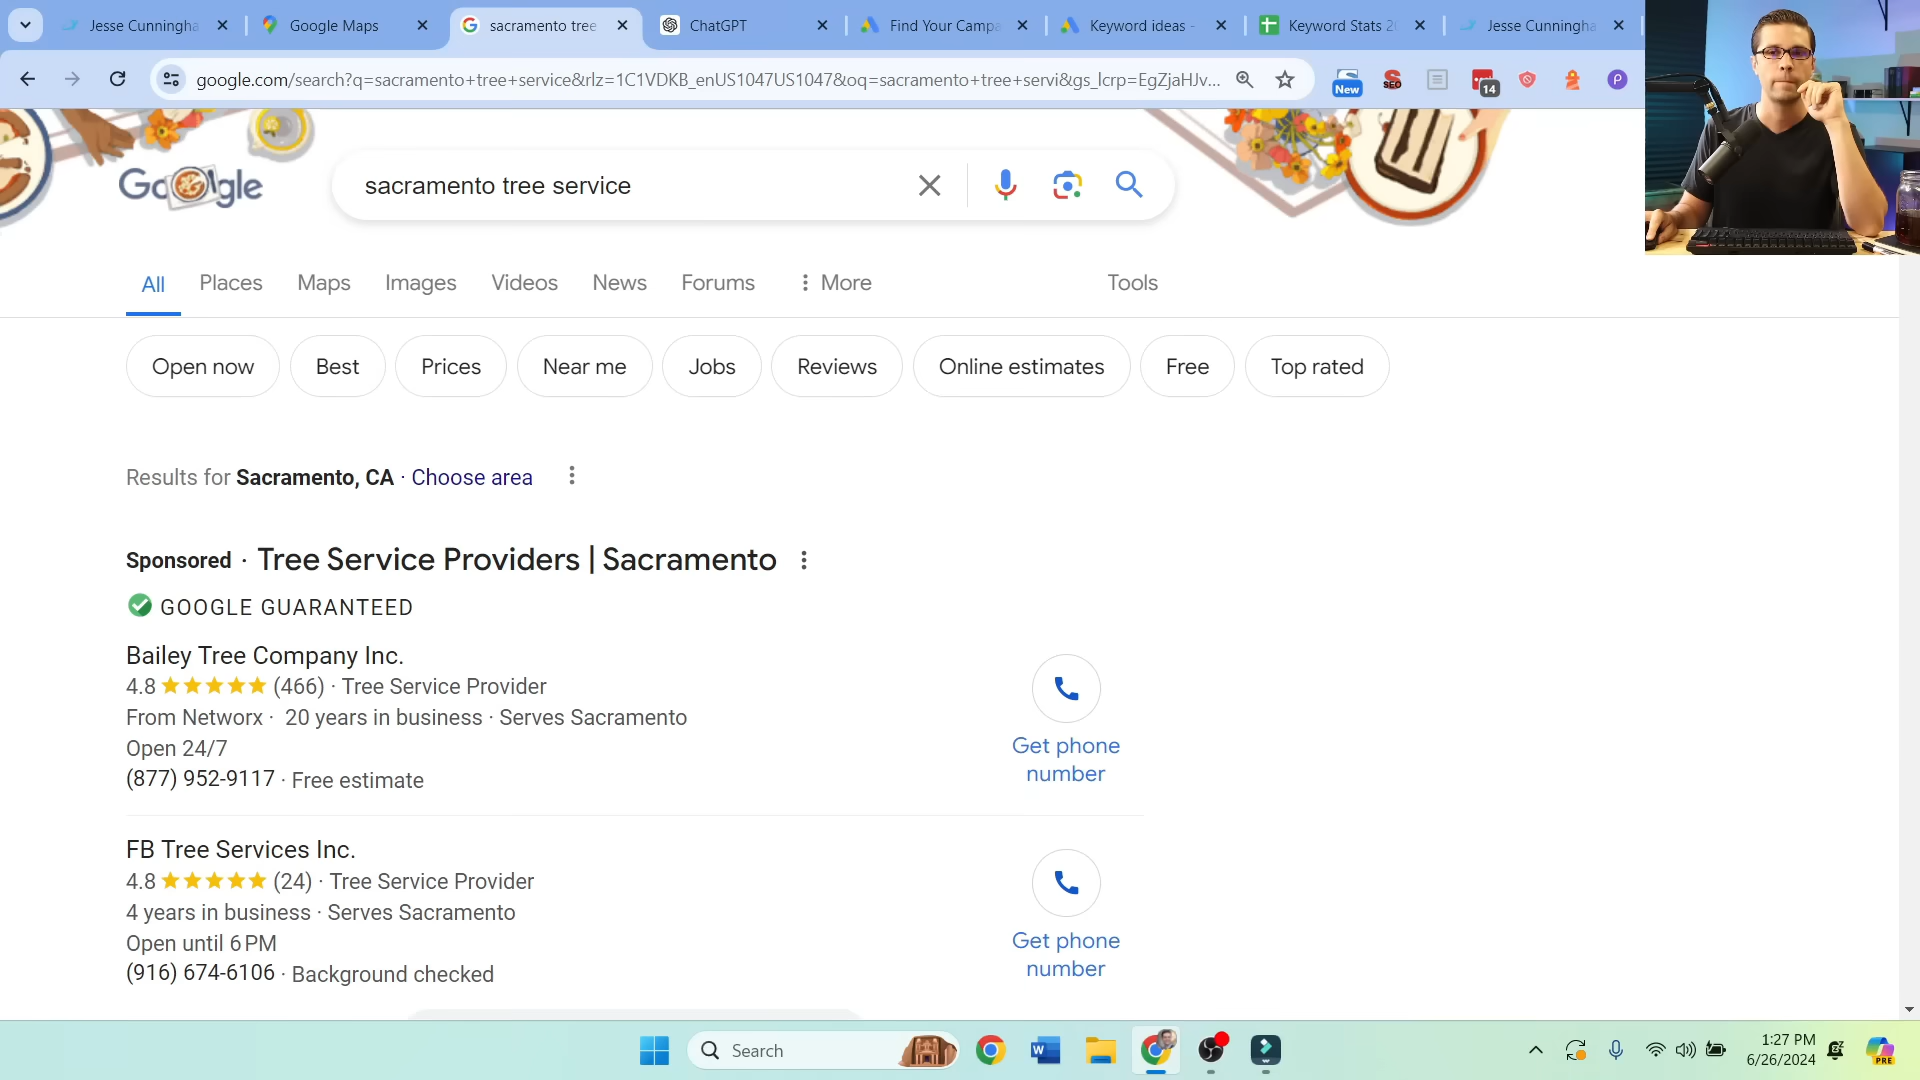 Jesse Cunningha
Google Maps
sacramento tree
ChatGPT
Find Your Campa
Keyword ideas -
Keyword Stats 2
Jesse Cunningha
google.com/search?q=sacramento+tree+service&rlz=1C1VDKB_enUS1047US1047&oq=sacramento+tree+servi&gs_lcrp=EgZjaHJv...
New
SEO
14
P
Google
sacramento tree service
All
Places
Maps
Images
Videos
News
Forums
More
Tools
Open now
Best
Prices
Near me
Jobs
Reviews
Online estimates
Free
Top rated
Results for Sacramento, CA · Choose area
Sponsored · Tree Service Providers | Sacramento
GOOGLE GUARANTEED
Bailey Tree Company Inc.
4.8 (466) · Tree Service Provider
From Networx · 20 years in business · Serves Sacramento
Open 24/7
(877) 952-9117 · Free estimate
Get phone
number
FB Tree Services Inc.
4.8 (24) · Tree Service Provider
4 years in business · Serves Sacramento
Open until 6 PM
(916) 674-6106 · Background checked
Get phone
number
Search
W
1:27 PM
6/26/2024
PRE